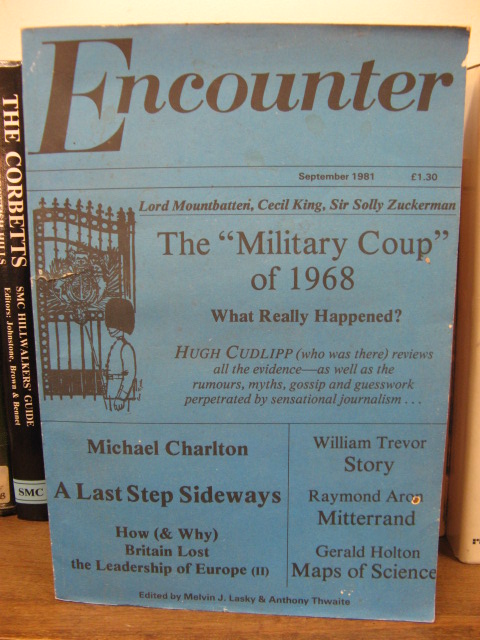 Encounter
September 1981 £1.30
Lord Mountbatten, Cecil King, Sir Solly Zuckerman
The “Military Coup”
of 1968
What Really Happened?
HUGH CUDLIPP (who was there) reviews
all the evidence—as well as the
rumours, myths, gossip and guesswork
perpetrated by sensational journalism . . .
Michael Charlton
A Last Step Sideways
How (& Why)
Britain Lost
the Leadership of Europe (II)
William Trevor
Story
Raymond Aron
Mitterrand
Gerald Holton
Maps of Science
Edited by Melvin J. Lasky & Anthony Thwaite
THE CORBETTS
SMC HILLWALKERS' GUIDE
Editors: Johnstone, Brown & Bennet
SMC